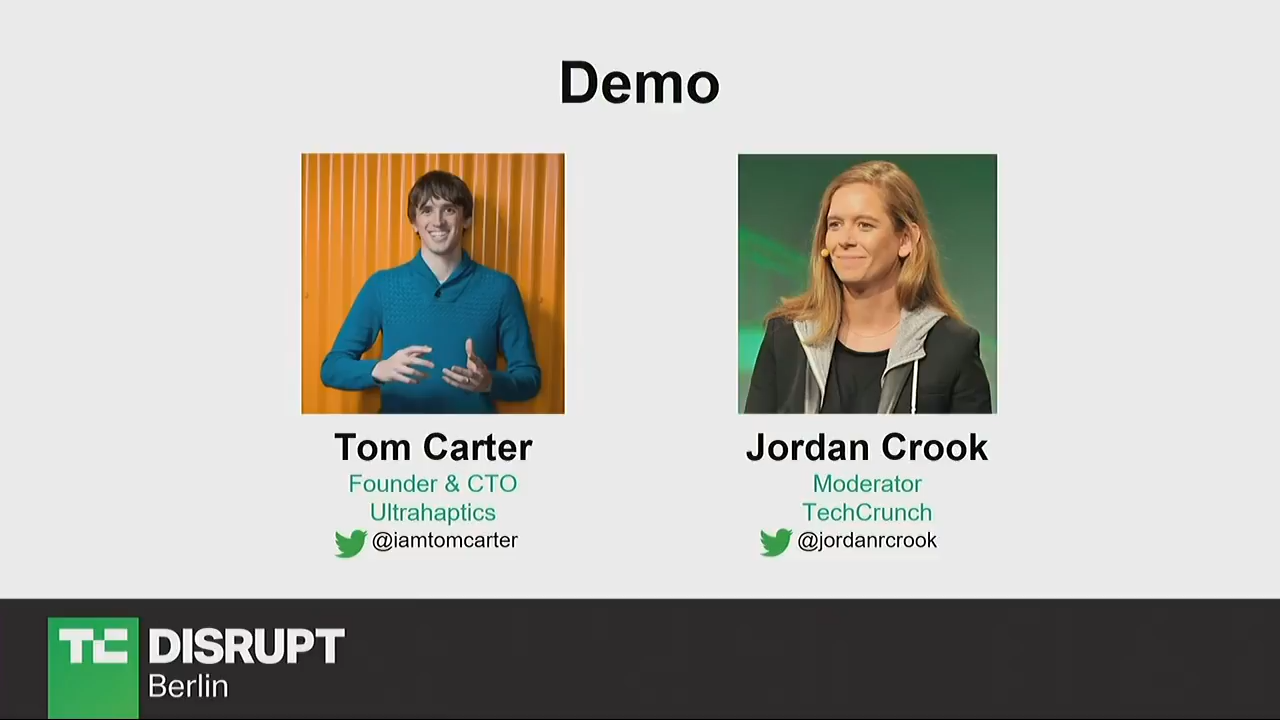 Demo
Tom Carter
Founder & CTO
Ultrahaptics
@iamtomcarter
Jordan Crook
Moderator
TechCrunch
@jordanrcrook
TC DISRUPT
Berlin